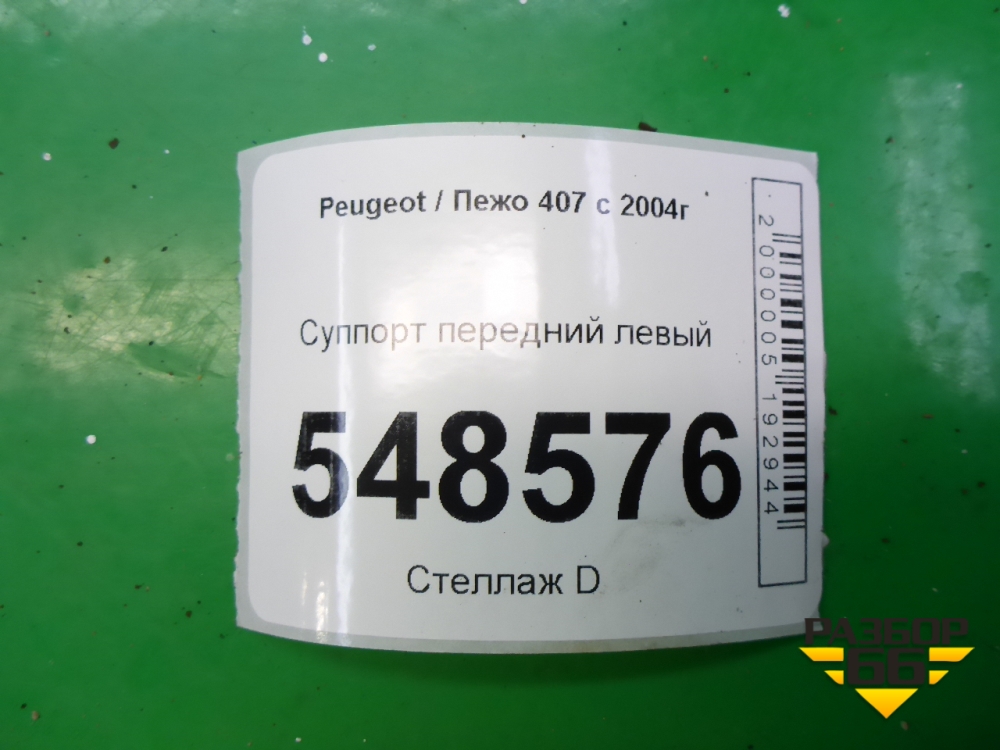 Peugeot / Пежо 407 с 2004г
Суппорт передний левый
548576
Стеллаж D
2000005192944
РАЗБОР
66